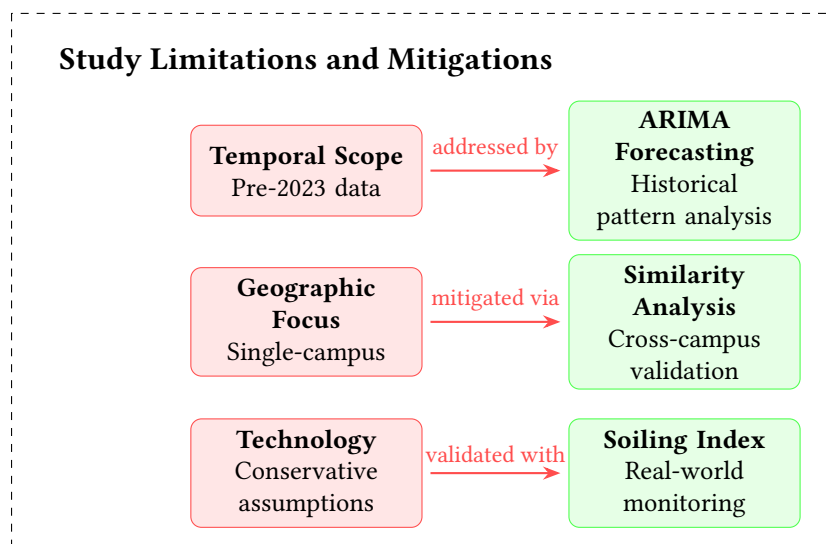 Study Limitations and Mitigations
Temporal Scope
Pre-2023 data
addressed by
ARIMA
Forecasting
Historical
pattern analysis
Geographic
Focus
Single-campus
mitigated via
Similarity
Analysis
Cross-campus
validation
Technology
Conservative
assumptions
validated with
Soiling Index
Real-world
monitoring